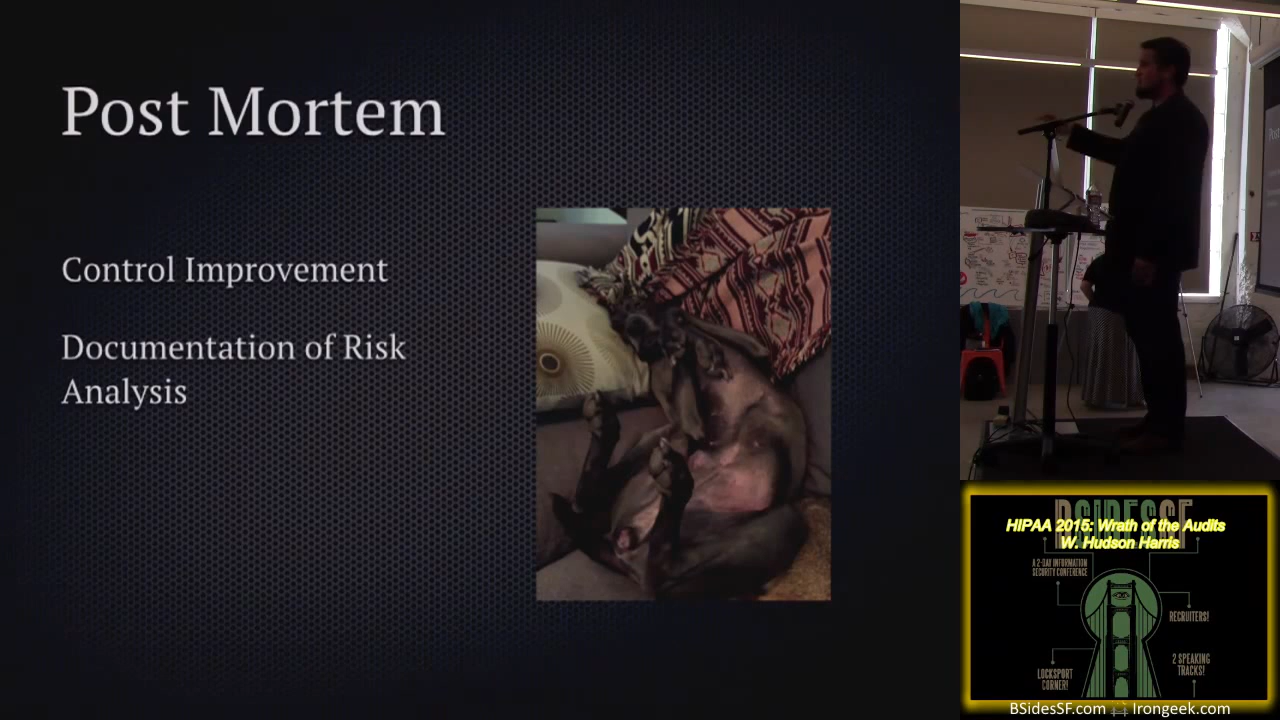 Post Mortem
Control Improvement
Documentation of Risk
Analysis
BSIDESSF
HIPAA 2015: Wrath of the Audits
W. Hudson Harris
A 2-DAY INFORMATION
SECURITY CONFERENCE
RECRUITERS!
LOCKSPORT
CORNER!
2 SPEAKING
TRACKS!
BSidesSF.com Irongeek.com